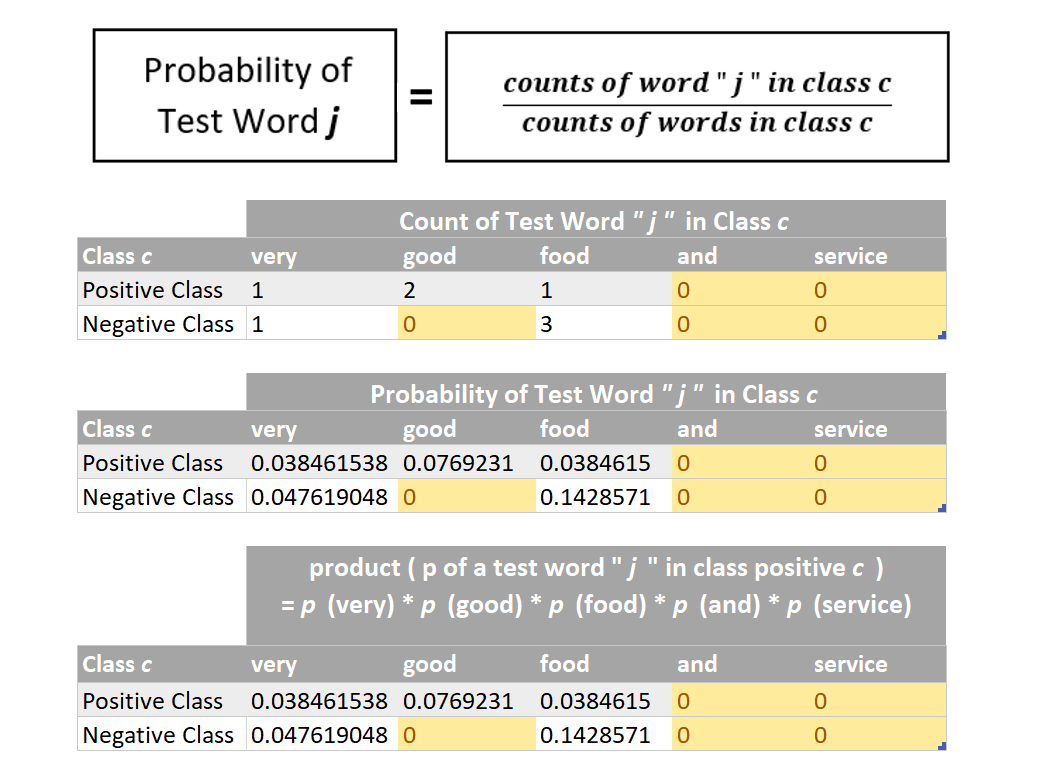 Probability of
Test Word j
=
counts of word " j " in class c
counts of words in class c
Count of Test Word " j " in Class c
Class c very good food and service
Positive Class 1 2 1 0 0
Negative Class 1 0 3 0 0
Probability of Test Word " j " in Class c
Class c very good food and service
Positive Class 0.038461538 0.0769231 0.0384615 0 0
Negative Class 0.047619048 0 0.1428571 0 0
product ( p of a test word " j " in class positive c )
= p (very) * p (good) * p (food) * p (and) * p (service)
Class c very good food and service
Positive Class 0.038461538 0.0769231 0.0384615 0 0
Negative Class 0.047619048 0 0.1428571 0 0